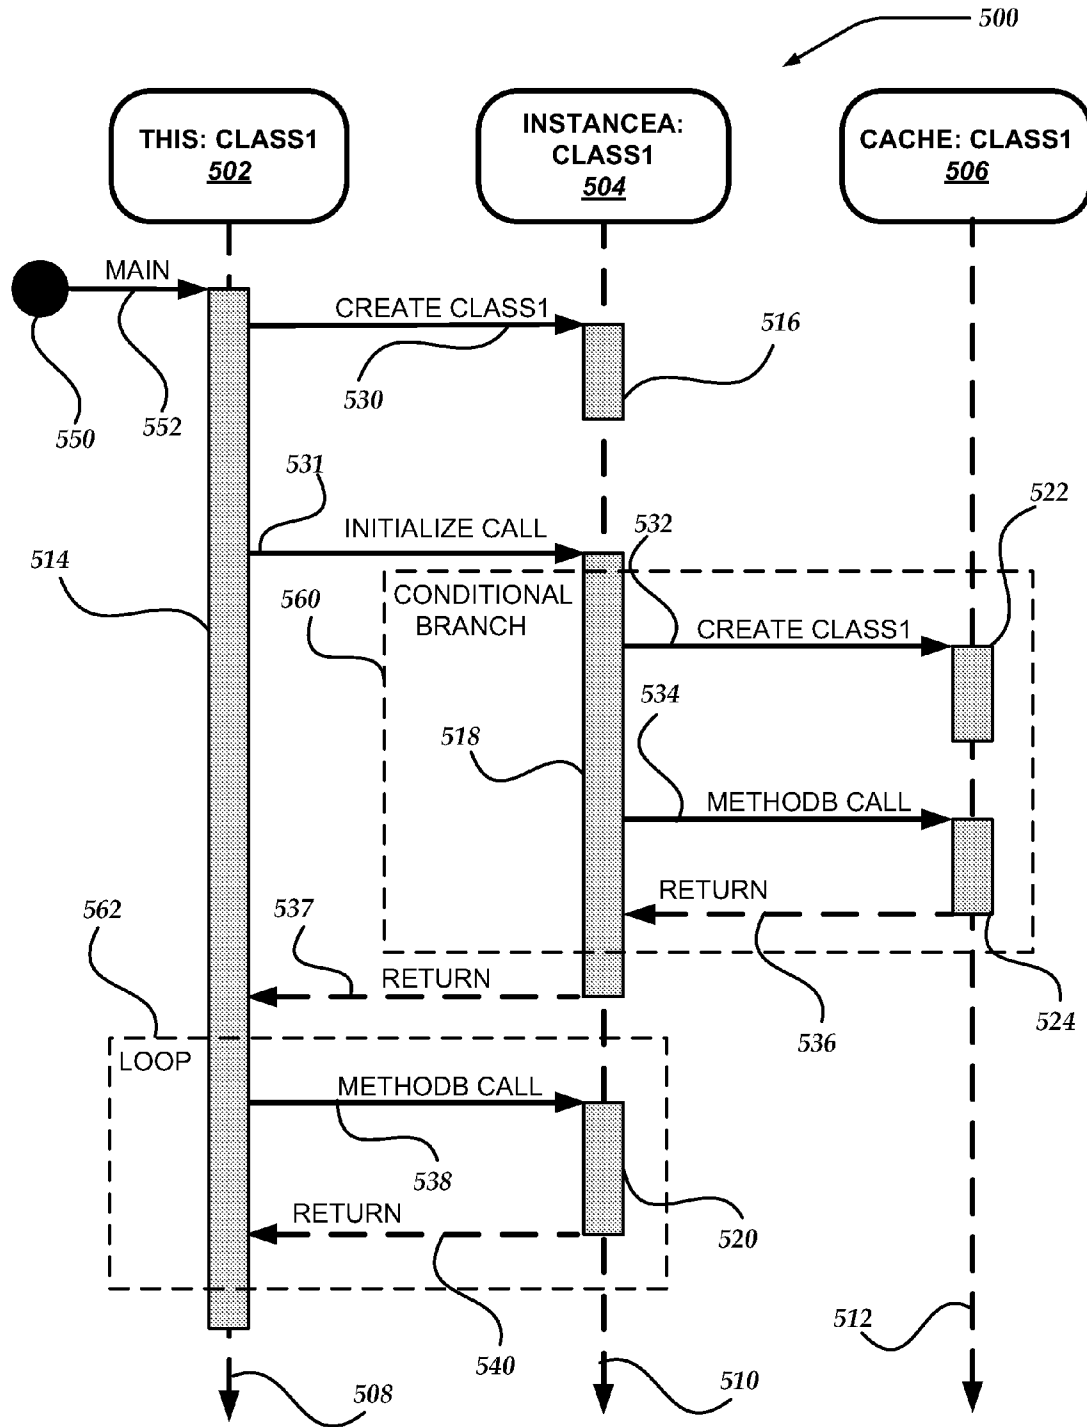 500
THIS: CLASS1
502
INSTANCEA:
CLASS1
504
CACHE: CLASS1
506
MAIN
CREATE CLASS1
516
530
550
552
531
INITIALIZE CALL
532
522
514
560
CONDITIONAL
BRANCH
CREATE CLASS1
534
518
METHODB CALL
RETURN
562
537
RETURN
536
524
LOOP
METHODB CALL
538
RETURN
520
540
512
508
510